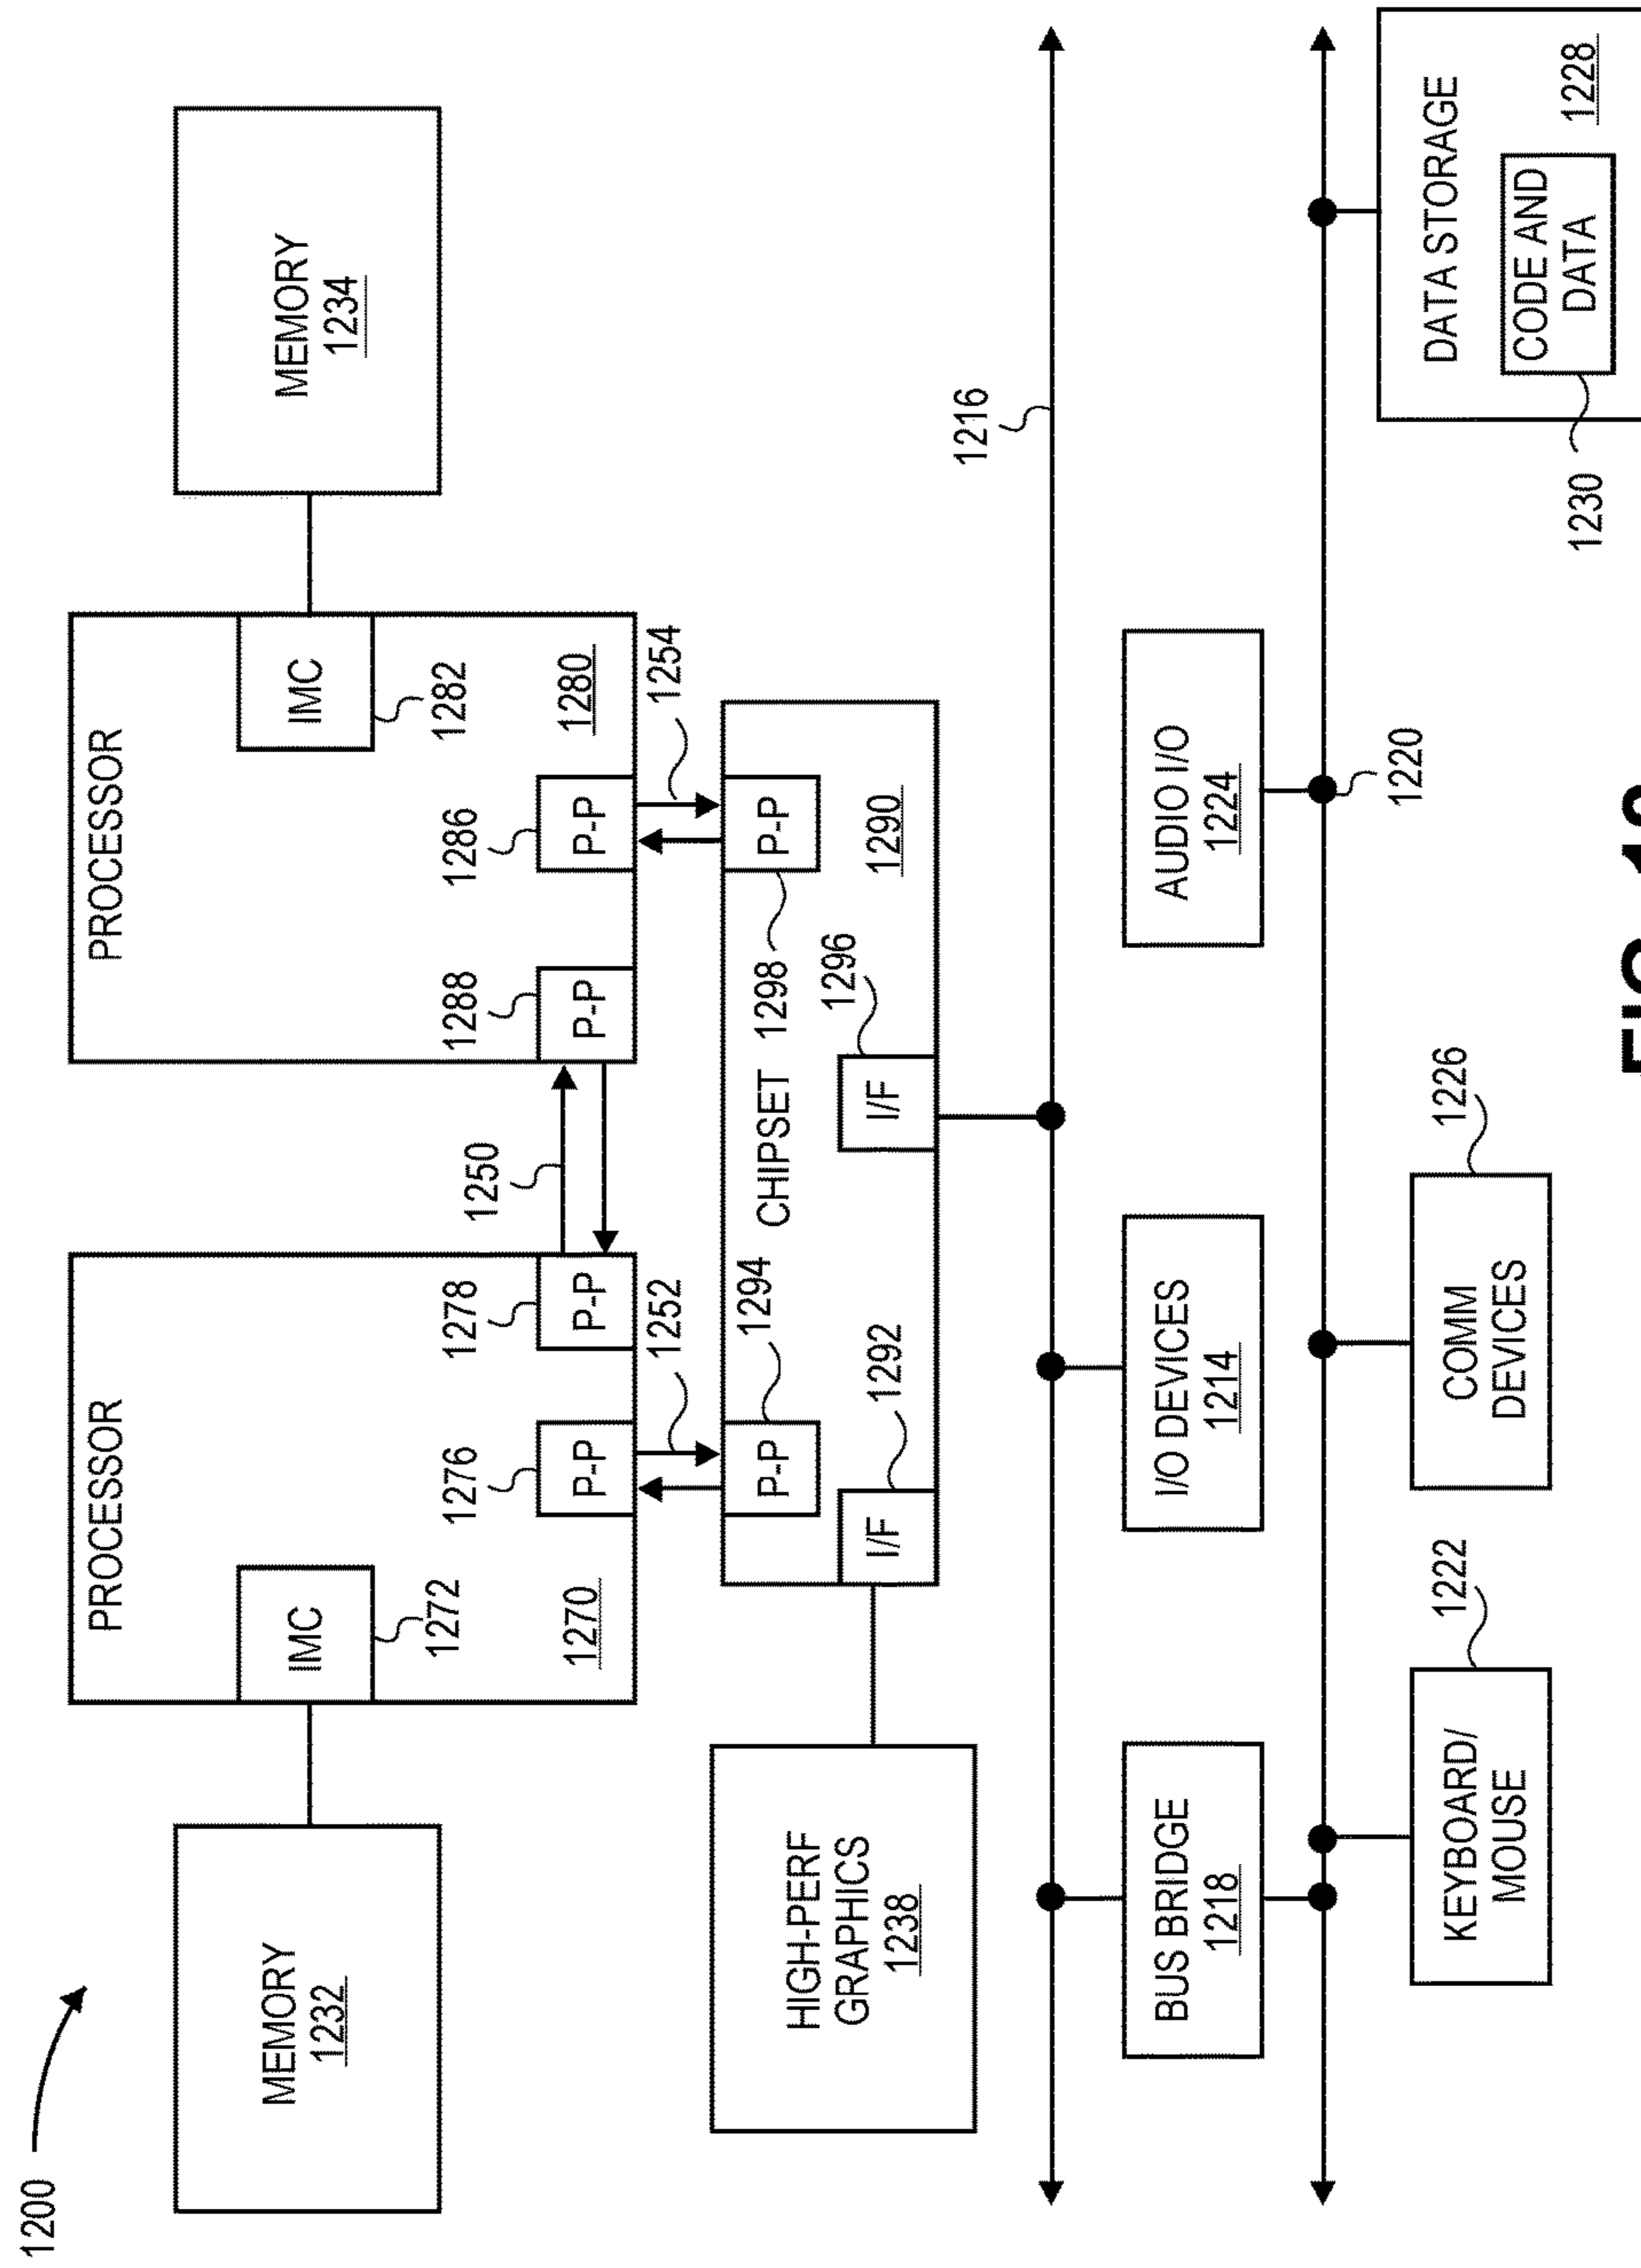 1200
MEMORY
1232
PROCESSOR
IMC
1272
1270
1276
P-P
1278
P-P
1250
PROCESSOR
1288
P-P
1286
P-P
IMC
1282
1280
MEMORY
1234
1252
1254
HIGH-PERF
GRAPHICS
1238
P-P
1294
CHIPSET
1298
P-P
I/F
1292
I/F
1296
1290
1216
BUS BRIDGE
1218
I/O DEVICES
1214
AUDIO I/O
1224
1220
KEYBOARD/
MOUSE
1222
COMM
DEVICES
1226
DATA STORAGE
CODE AND
DATA
1228
1230